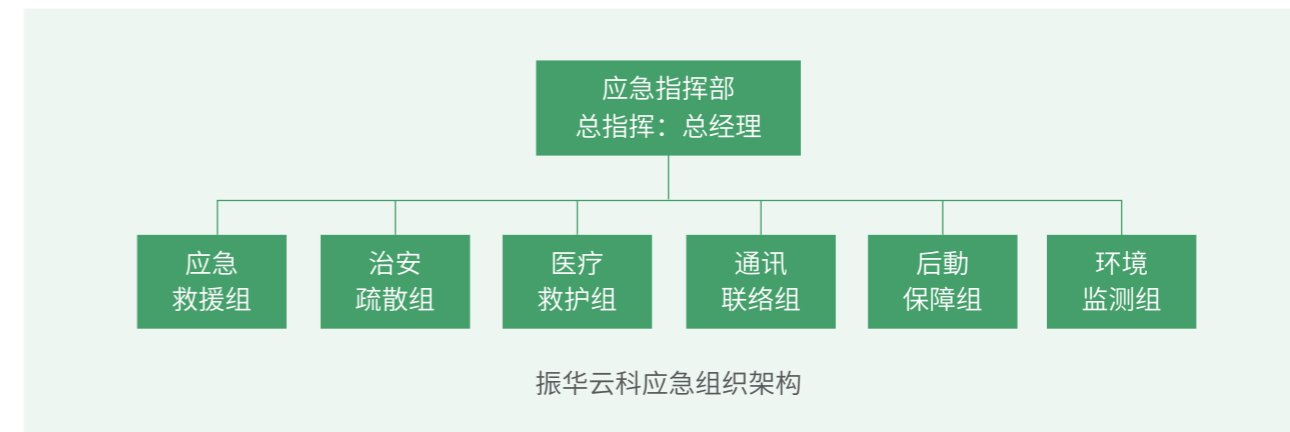 应急指挥部
总指挥：总经理
应急
救援组
治安
疏散组
医疗
救护组
通讯
联络组
后動
保障组
环境
监测组
振华云科应急组织架构